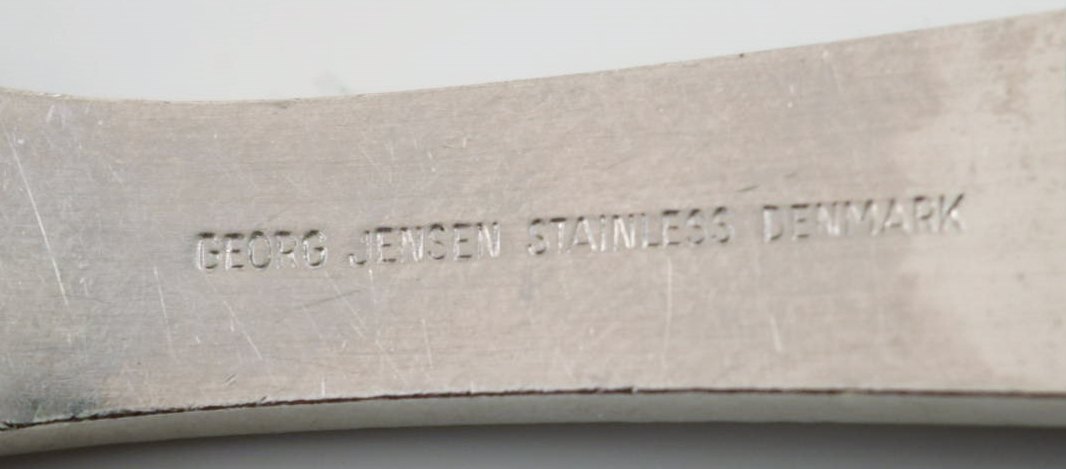 GEORG JENSEN STAINLESS DENMARK